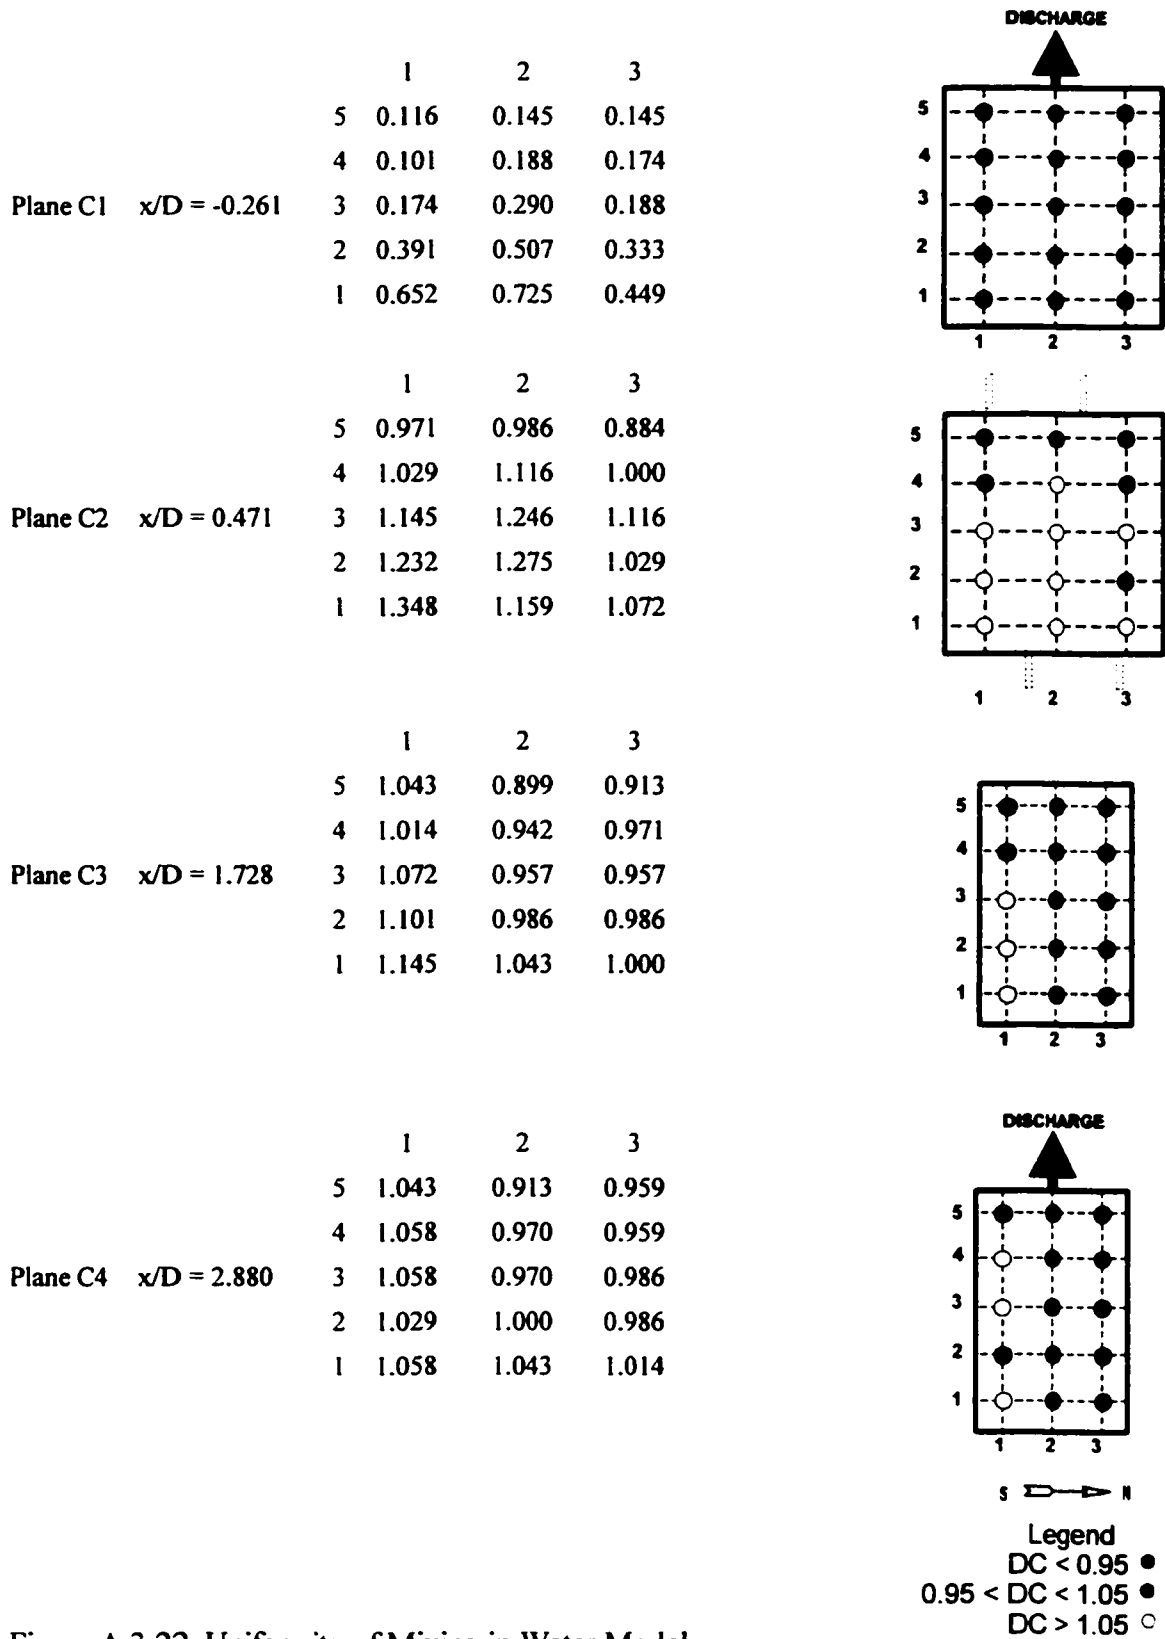 DISCHARGE
1 2 3
5 0.116 0.145 0.145
4 0.101 0.188 0.174
Plane C1 x/D = -0.261 3 0.174 0.290 0.188
2 0.391 0.507 0.333
1 0.652 0.725 0.449
5
4
3
2
1
1 2 3
1 2 3
5 0.971 0.986 0.884
4 1.029 1.116 1.000
Plane C2 x/D = 0.471 3 1.145 1.246 1.116
2 1.232 1.275 1.029
1 1.348 1.159 1.072
5
4
3
2
1
1 2 3
1 2 3
5 1.043 0.899 0.913
4 1.014 0.942 0.971
Plane C3 x/D = 1.728 3 1.072 0.957 0.957
2 1.101 0.986 0.986
1 1.145 1.043 1.000
5
4
3
2
1
1 2 3
DISCHARGE
1 2 3
5 1.043 0.913 0.959
4 1.058 0.970 0.959
Plane C4 x/D = 2.880 3 1.058 0.970 0.986
2 1.029 1.000 0.986
1 1.058 1.043 1.014
5
4
3
2
1
1 2 3
S N
Legend
DC < 0.95
0.95 < DC < 1.05
DC > 1.05
Figure A.3.22 Uniformity of Mixing in Water Model